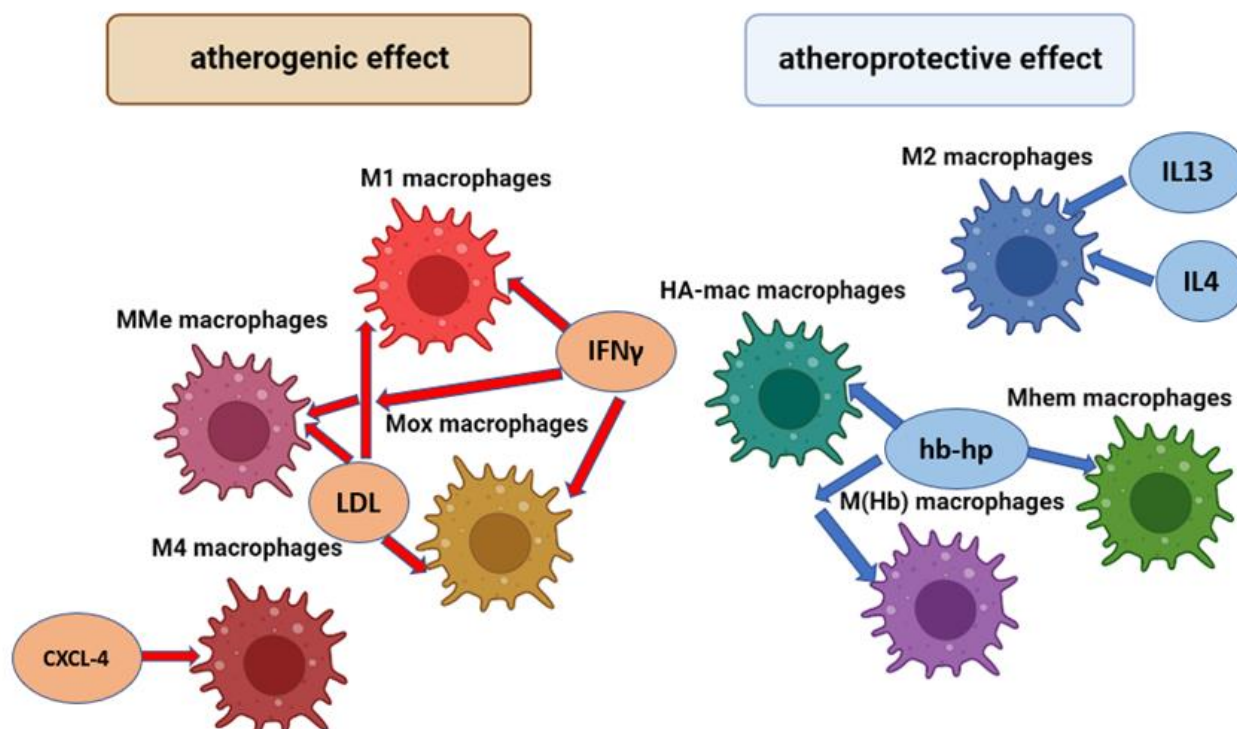 atherogenic effect
atheroprotective effect
M1 macrophages
M2 macrophages
IL13
IL4
HA-mac macrophages
MMe macrophages
IFNγ
Mox macrophages
Mhem macrophages
hb-hp
LDL
M(Hb) macrophages
M4 macrophages
CXCL-4